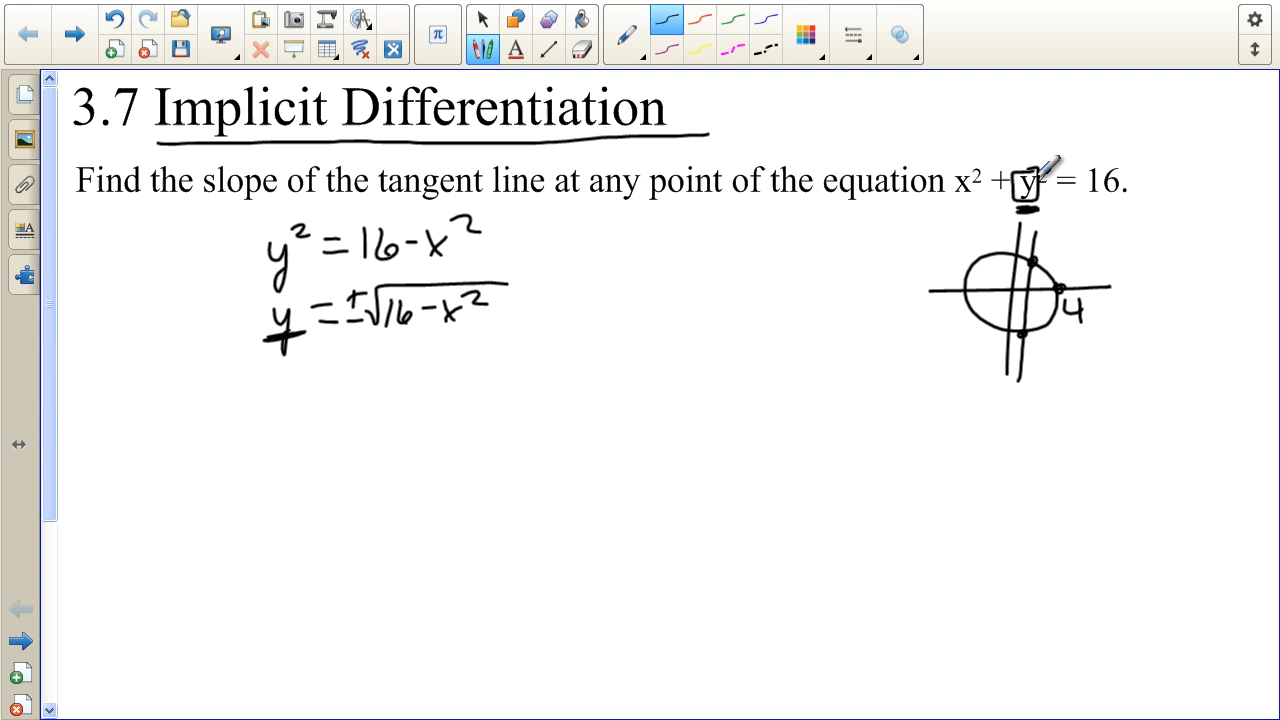 3.7 Implicit Differentiation
Find the slope of the tangent line at any point of the equation x² + y² = 16.
y² = 16 - x²
y = ±√16 - x²
4
π
A